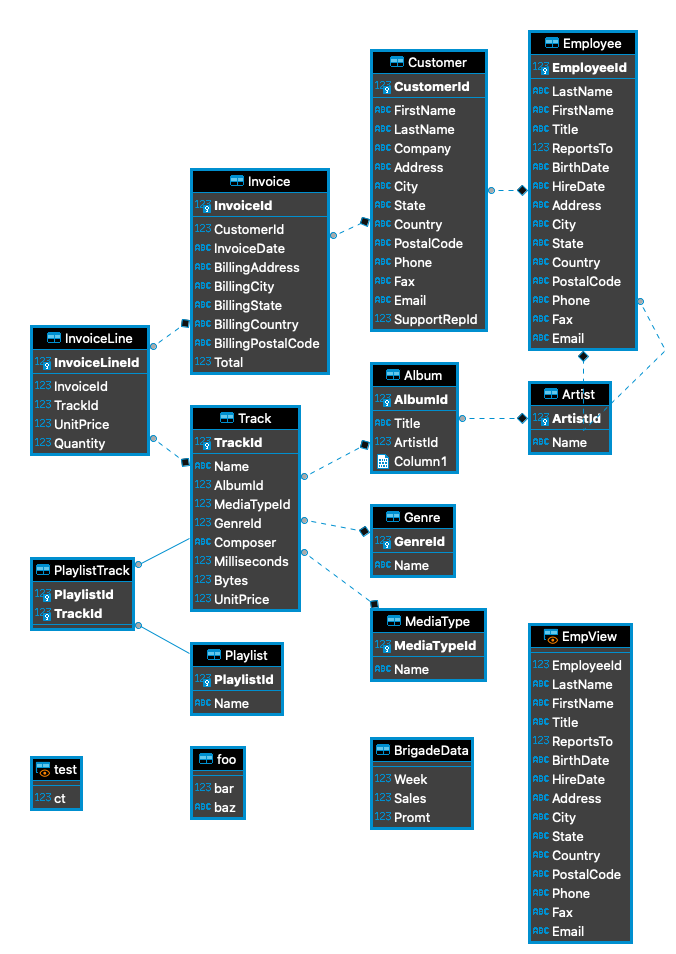 Employee
123 EmployeeId
ABC LastName
ABC FirstName
ABC Title
123 ReportsTo
ABC BirthDate
ABC HireDate
ABC Address
ABC City
ABC State
ABC Country
ABC PostalCode
ABC Phone
ABC Fax
ABC Email
Customer
123 CustomerId
ABC FirstName
ABC LastName
ABC Company
ABC Address
ABC City
ABC State
ABC Country
ABC PostalCode
ABC Phone
ABC Fax
ABC Email
123 SupportRepId
Invoice
123 InvoiceId
123 CustomerId
ABC InvoiceDate
ABC BillingAddress
ABC BillingCity
ABC BillingState
ABC BillingCountry
ABC BillingPostalCode
123 Total
InvoiceLine
123 InvoiceLineId
123 InvoiceId
123 TrackId
123 UnitPrice
123 Quantity
Album
123 AlbumId
ABC Title
123 ArtistId
Column1
Artist
123 ArtistId
ABC Name
Track
123 TrackId
ABC Name
123 AlbumId
123 MediaTypeId
123 GenreId
ABC Composer
123 Milliseconds
123 Bytes
123 UnitPrice
Genre
123 GenreId
ABC Name
PlaylistTrack
123 PlaylistId
123 TrackId
MediaType
123 MediaTypeId
ABC Name
Playlist
123 PlaylistId
ABC Name
EmpView
123 EmployeeId
ABC LastName
ABC FirstName
ABC Title
123 ReportsTo
ABC BirthDate
ABC HireDate
ABC Address
ABC City
ABC State
ABC Country
ABC PostalCode
ABC Phone
ABC Fax
ABC Email
test
123 ct
foo
123 bar
ABC baz
BrigadeData
123 Week
123 Sales
123 Promt